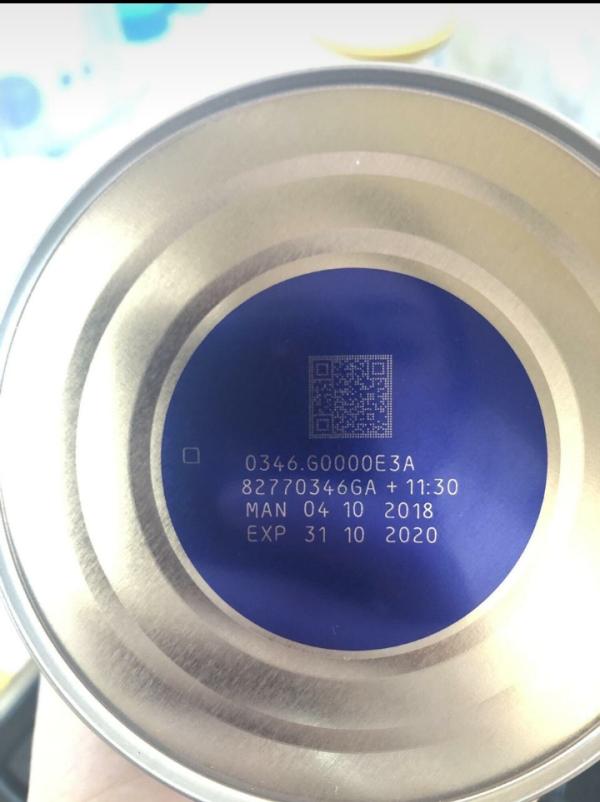 0346.G0000E3A
82770346GA + 11:30
MAN 04 10 2018
EXP 31 10 2020